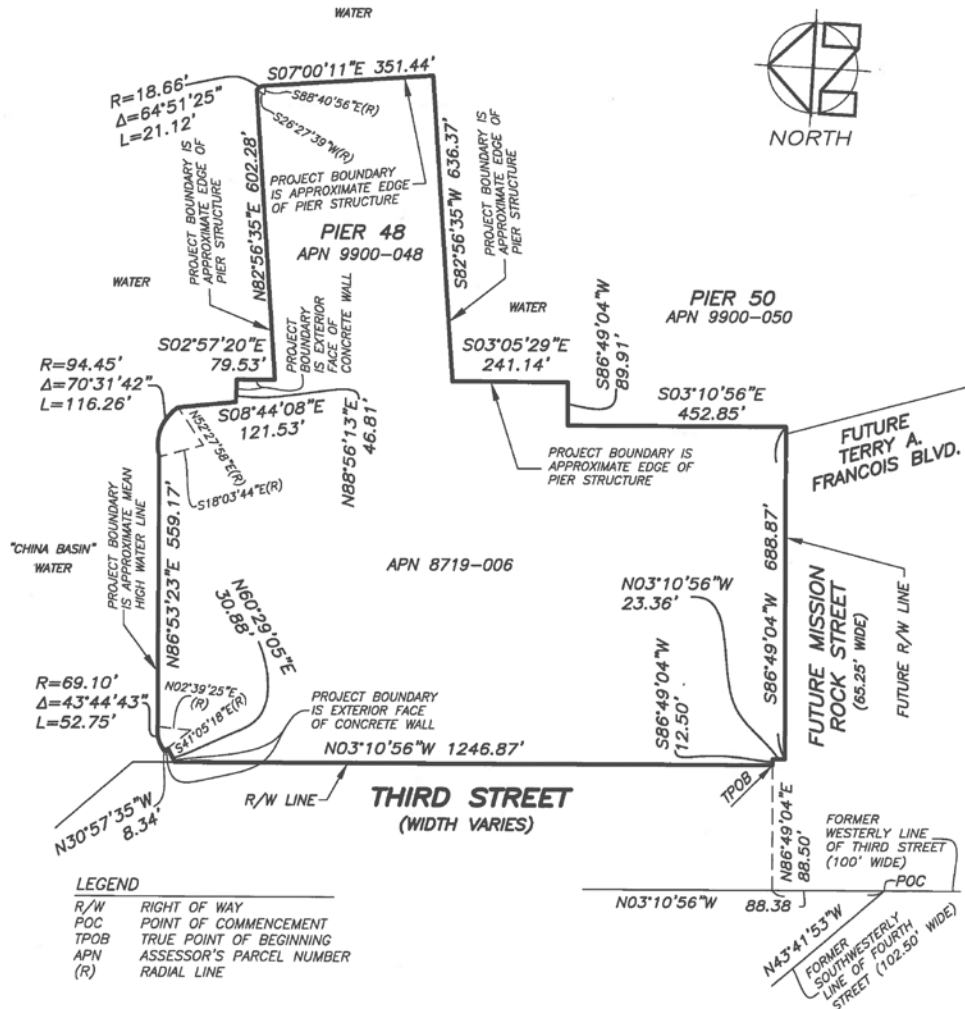 WATER
S07°00'11"E 351.44'
R=18.66'
Δ=64°51'25"
L=21.12'
S88°40'56"E(R)
S26°27'39"W(R)
NORTH
PROJECT BOUNDARY IS
APPROXIMATE EDGE OF
PIER STRUCTURE
N82°56'35"E 602.28'
PROJECT BOUNDARY
IS APPROXIMATE EDGE
OF PIER STRUCTURE
PIER 48
APN 9900-048
S82°56'35"W 636.37'
PROJECT BOUNDARY IS
APPROXIMATE EDGE OF
PIER STRUCTURE
WATER
WATER
PIER 50
APN 9900-050
PROJECT
BOUNDARY
IS EXTERIOR
FACE OF
CONCRETE WALL
S02°57'20"E
79.53'
S03°05'29"E
241.14'
S86°49'04"W
89.91'
S03°10'56"E
452.85'
R=94.45'
Δ=70°31'42"
L=116.26'
S08°44'08"E
121.53'
N88°56'13"E
46.81'
N52°27'58"E(R)
S18°03'44"E(R)
PROJECT BOUNDARY IS
APPROXIMATE EDGE OF
PIER STRUCTURE
FUTURE
TERRY A.
FRANCOIS BLVD.
"CHINA BASIN"
WATER
PROJECT BOUNDARY
IS APPROXIMATE MEAN
HIGH WATER LINE
N86°53'23"E 559.17'
APN 8719-006
N60°29'05"E
30.88'
N03°10'56"W
23.36'
S86°49'04"W
12.50'
S86°49'04"W 688.87'
FUTURE MISSION
ROCK STREET
(65.25' WIDE)
FUTURE R/W LINE
R=69.10'
Δ=43°44'43"
L=52.75'
N02°39'25"E
(R)
S41°05'18"E(R)
PROJECT BOUNDARY
IS EXTERIOR FACE
OF CONCRETE WALL
N03°10'56"W 1246.87'
N30°57'35"W
8.34'
R/W LINE
THIRD STREET
(WIDTH VARIES)
TPOB
N86°49'04"E
88.50'
FORMER
WESTERLY LINE
OF THIRD STREET
(100' WIDE)
POC
N03°10'56"W
88.38
N43°41'53"W
FORMER
SOUTHWESTERLY
LINE OF FOURTH
STREET (102.50' WIDE)
LEGEND
R/W RIGHT OF WAY
POC POINT OF COMMENCEMENT
TPOB TRUE POINT OF BEGINNING
APN ASSESSOR'S PARCEL NUMBER
(R) RADIAL LINE